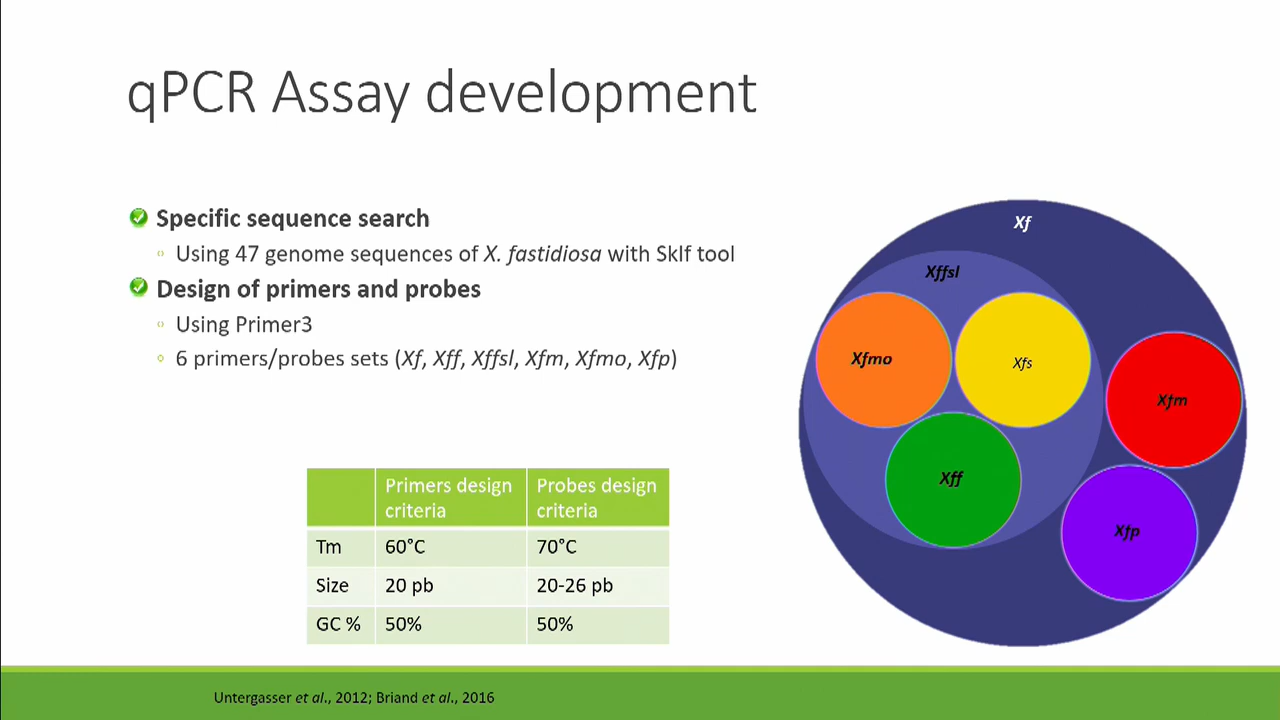 qPCR Assay development
Specific sequence search
Using 47 genome sequences of X. fastidiosa with SkIf tool
Design of primers and probes
Using Primer3
6 primers/probes sets (Xf, Xff, Xffsl, Xfm, Xfmo, Xfp)
Primers design criteria
Probes design criteria
Tm 60°C 70°C
Size 20 pb 20-26 pb
GC % 50% 50%
Xf
Xffsl
Xfmo
Xfs
Xfm
Xff
Xfp
Untergasser et al., 2012; Briand et al., 2016